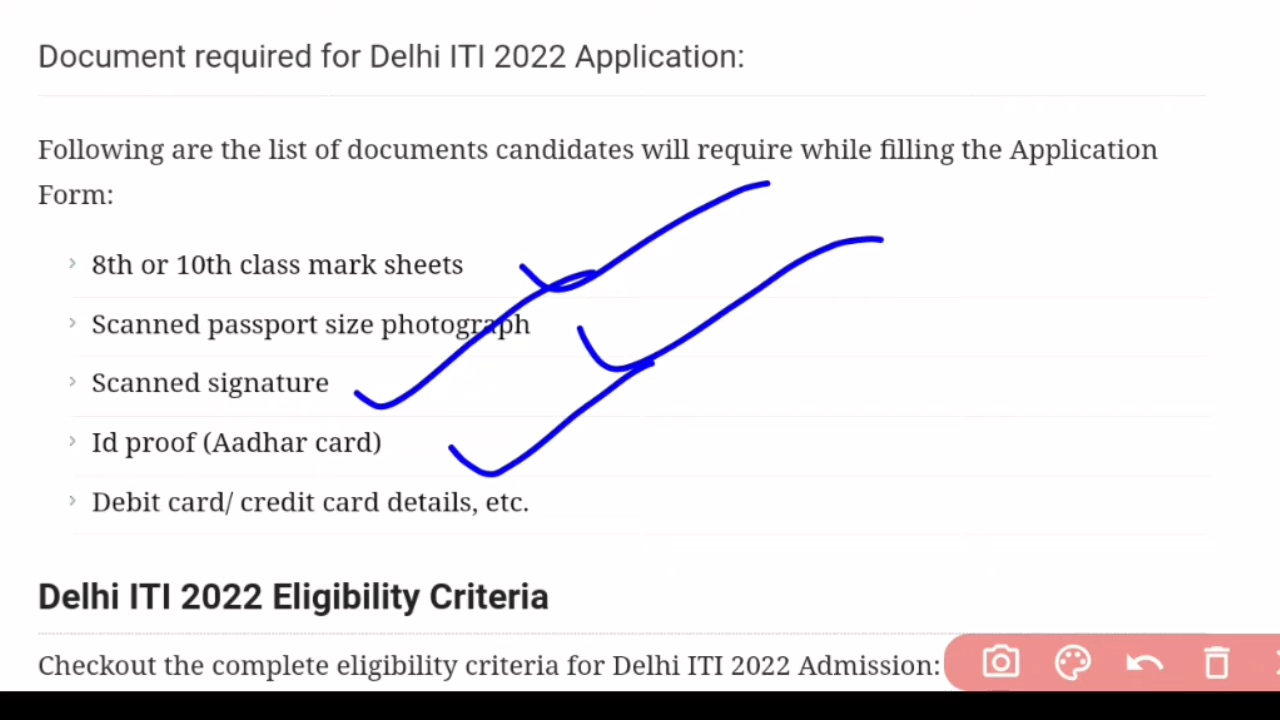 Document required for Delhi ITI 2022 Application:
Following are the list of documents candidates will require while filling the Application
Form:
8th or 10th class mark sheets
Scanned passport size photograph
Scanned signature
Id proof (Aadhar card)
Debit card/ credit card details, etc.
Delhi ITI 2022 Eligibility Criteria
Checkout the complete eligibility criteria for Delhi ITI 2022 Admission: